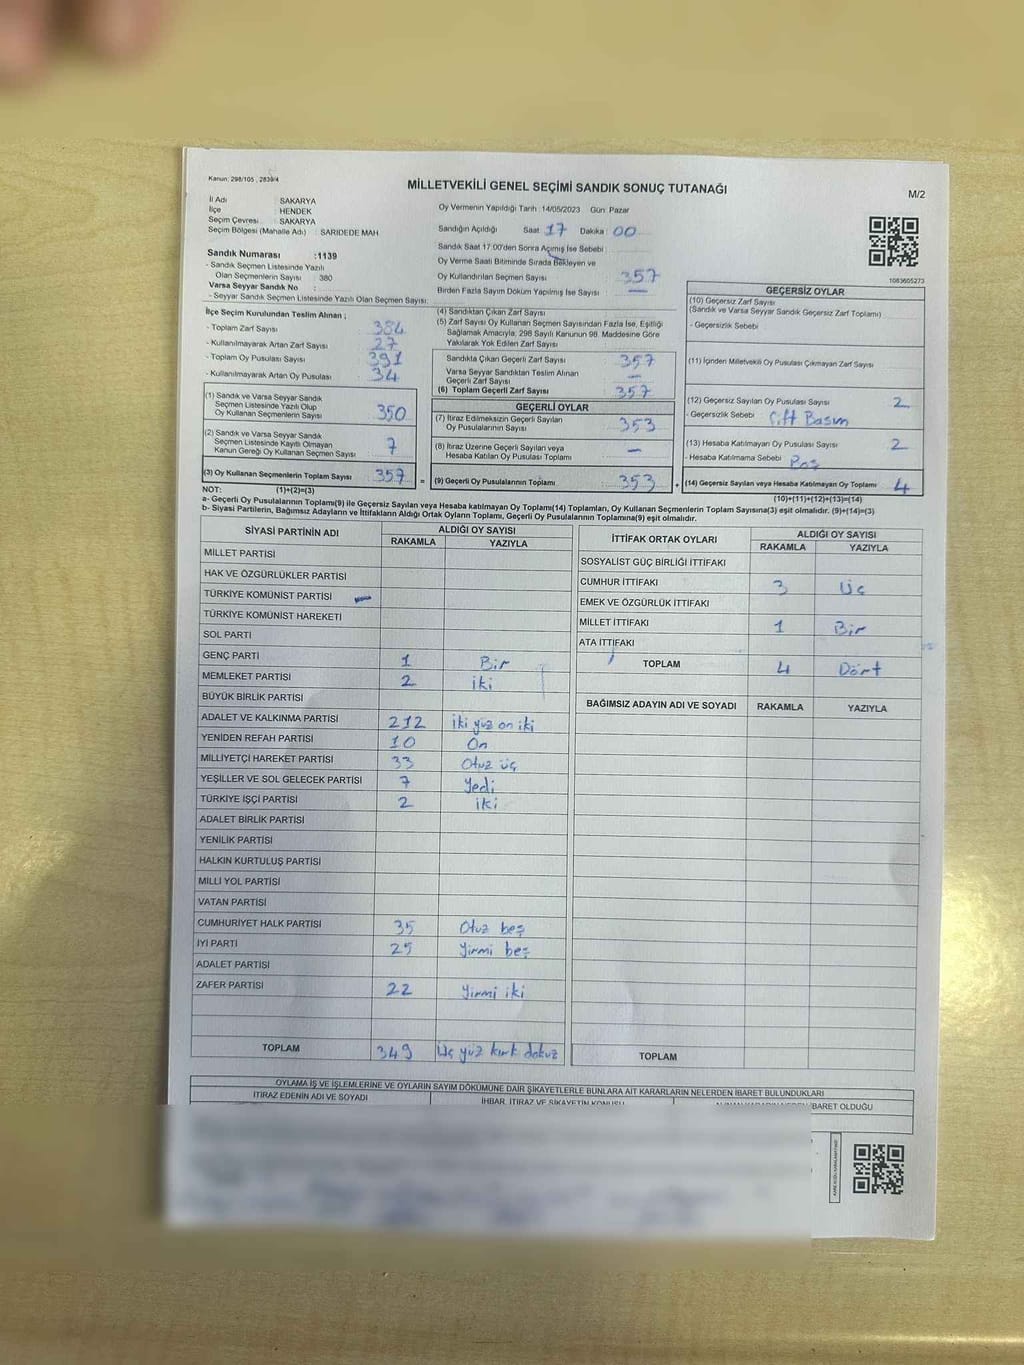 Kanun: 298/105 , 2839/4
MİLLETVEKİLİ GENEL SEÇİMİ SANDIK SONUÇ TUTANAĞI
M/2
İl Adı : SAKARYA
İlçe : HENDEK
Seçim Çevresi : SAKARYA
Seçim Bölgesi (Mahalle Adı) : SARIDEDE MAH
Sandık Numarası :1139
- Sandık Seçmen Listesinde Yazılı
Olan Seçmenlerin Sayısı : 380
Varsa Seyyar Sandık No :
- Seyyar Sandık Seçmen Listesinde Yazılı Olan Seçmen Sayısı:
Oy Vermenin Yapıldığı Tarih :14/05/2023 Gün :Pazar
Sandığın Açıldığı Saat : 17 Dakika : 00
Sandık Saat 17:00'den Sonra Açılmış İse Sebebi :
Oy Verme Saati Bitiminde Sırada Bekleyen ve
Oy Kullandırılan Seçmen Sayısı : 357
Birden Fazla Sayım Döküm Yapılmış İse Sayısı : —
1083605273
İlçe Seçim Kurulundan Teslim Alınan ;
- Toplam Zarf Sayısı : 384
- Kullanılmayarak Artan Zarf Sayısı : 27
- Toplam Oy Pusulası Sayısı : 391
- Kullanılmayarak Artan Oy Pusulası : 34
(1) Sandık ve Varsa Seyyar Sandık
Seçmen Listesinde Yazılı Olup
Oy Kullanan Seçmenlerin Sayısı : 350
(2) Sandık ve Varsa Seyyar Sandık
Seçmen Listesinde Kayıtlı Olmayan
Kanun Gereği Oy Kullanan Seçmen Sayısı : 7
(3) Oy Kullanan Seçmenlerin Toplam Sayısı : 357
(4) Sandıktan Çıkan Zarf Sayısı :
(5) Zarf Sayısı Oy Kullanan Seçmen Sayısından Fazla İse, Eşitliği
Sağlamak Amacıyla; 298 Sayılı Kanunun 98. Maddesine Göre
Yakılarak Yok Edilen Zarf Sayısı :
Sandıkta Çıkan Geçerli Zarf Sayısı : 357
Varsa Seyyar Sandıktan Teslim Alınan
Geçerli Zarf Sayısı : —
(6) Toplam Geçerli Zarf Sayısı : 357
GEÇERLİ OYLAR
(7) İtiraz Edilmeksizin Geçerli Sayılan
Oy Pusulalarının Sayısı : 353
(8) İtiraz Üzerine Geçerli Sayılan veya
Hesaba Katılan Oy Pusulası Toplamı : —
= (9) Geçerli Oy Pusulalarının Toplamı : 353 +
GEÇERSİZ OYLAR
(10) Geçersiz Zarf Sayısı
(Sandık ve Varsa Seyyar Sandık Geçersiz Zarf Toplamı) :
- Geçersizlik Sebebi :
(11) İçinden Milletvekili Oy Pusulası Çıkmayan Zarf Sayısı :
(12) Geçersiz Sayılan Oy Pusulası Sayısı : 2
- Geçersizlik Sebebi : Çift Basım
(13) Hesaba Katılmayan Oy Pusulası Sayısı : 2
- Hesaba Katılmama Sebebi : Boş
(14) Geçersiz Sayılan veya Hesaba Katılmayan Oy Toplamı : 4
NOT: (1)+(2)=(3) (10)+(11)+(12)+(13)=(14)
a- Geçerli Oy Pusulalarının Toplamı(9) ile Geçersiz Sayılan veya Hesaba katılmayan Oy Toplamı(14) Toplamları, Oy Kullanan Seçmenlerin Toplam Sayısına(3) eşit olmalıdır. (9)+(14)=(3)
b- Siyasi Partilerin, Bağımsız Adayların ve İttifakların Aldığı Ortak Oyların Toplamı, Geçerli Oy Pusulalarının Toplamına(9) eşit olmalıdır.
SİYASİ PARTİNİN ADI ALDIĞI OY SAYISI
RAKAMLA YAZIYLA
MİLLET PARTİSİ
HAK VE ÖZGÜRLÜKLER PARTİSİ
TÜRKİYE KOMÜNİST PARTİSİ
TÜRKİYE KOMÜNİST HAREKETİ
SOL PARTİ
GENÇ PARTİ 1 Bir
MEMLEKET PARTİSİ 2 iki
BÜYÜK BİRLİK PARTİSİ
ADALET VE KALKINMA PARTİSİ 212 iki yüz on iki
YENİDEN REFAH PARTİSİ 10 On
MİLLİYETÇİ HAREKET PARTİSİ 33 Otuz üç
YEŞİLLER VE SOL GELECEK PARTİSİ 7 Yedi
TÜRKİYE İŞÇİ PARTİSİ 2 iki
ADALET BİRLİK PARTİSİ
YENİLİK PARTİSİ
HALKIN KURTULUŞ PARTİSİ
MİLLİ YOL PARTİSİ
VATAN PARTİSİ
CUMHURİYET HALK PARTİSİ 35 Otuz beş
İYİ PARTİ 25 Yirmi beş
ADALET PARTİSİ
ZAFER PARTİSİ 22 Yirmi iki
TOPLAM 349 Üç yüz kırk dokuz
İTTİFAK ORTAK OYLARI ALDIĞI OY SAYISI
RAKAMLA YAZIYLA
SOSYALİST GÜÇ BİRLİĞİ İTTİFAKI
CUMHUR İTTİFAKI 3 Üç
EMEK VE ÖZGÜRLÜK İTTİFAKI
MİLLET İTTİFAKI 1 Bir
ATA İTTİFAKI
TOPLAM 4 Dört
BAĞIMSIZ ADAYIN ADI VE SOYADI RAKAMLA YAZIYLA
TOPLAM
OYLAMA İŞ VE İŞLEMLERİNE VE OYLARIN SAYIM DÖKÜMÜNE DAİR ŞİKAYETLERLE BUNLARA AİT KARARLARIN NELERDEN İBARET BULUNDUKLARI
İTİRAZ EDENİN ADI VE SOYADI
İHBAR, İTİRAZ VE ŞİKAYETİN KONUSU
İBARET OLDUĞU